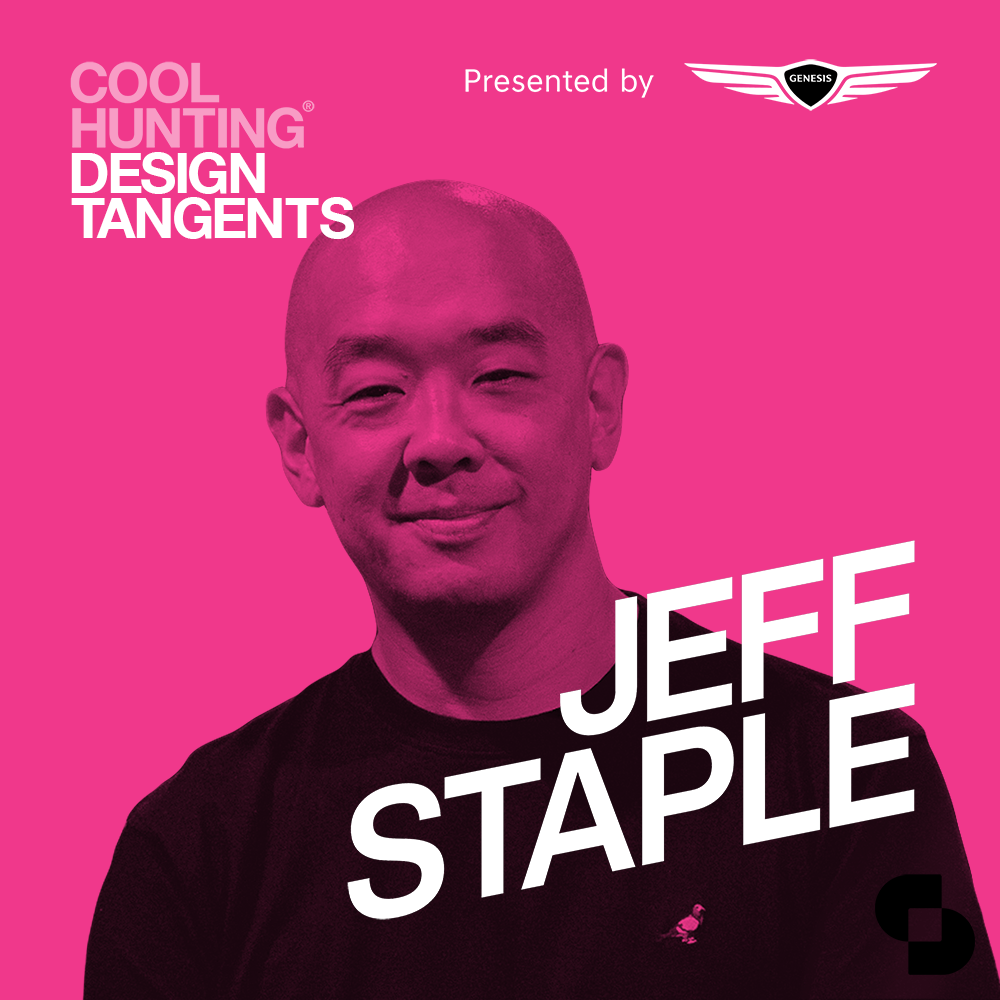 COOL
HUNTING®
DESIGN
TANGENTS
Presented by
GENESIS
JEFF
STAPLE